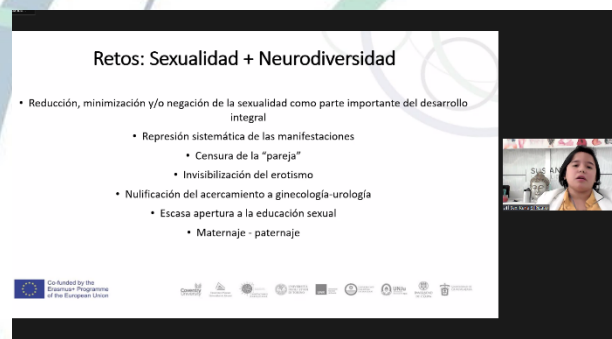 Retos: Sexualidad + Neurodiversidad
• Reducción, minimización y/o negación de la sexualidad como parte importante del desarrollo
integral
• Represión sistemática de las manifestaciones
• Censura de la "pareja"
• Invisibilización del erotismo
• Nulificación del acercamiento a ginecología-urología
• Escasa apertura a la educación sexual
• Maternaje - paternaje
Co-funded by the
Erasmus+ Programme
of the European Union
Coventry
University